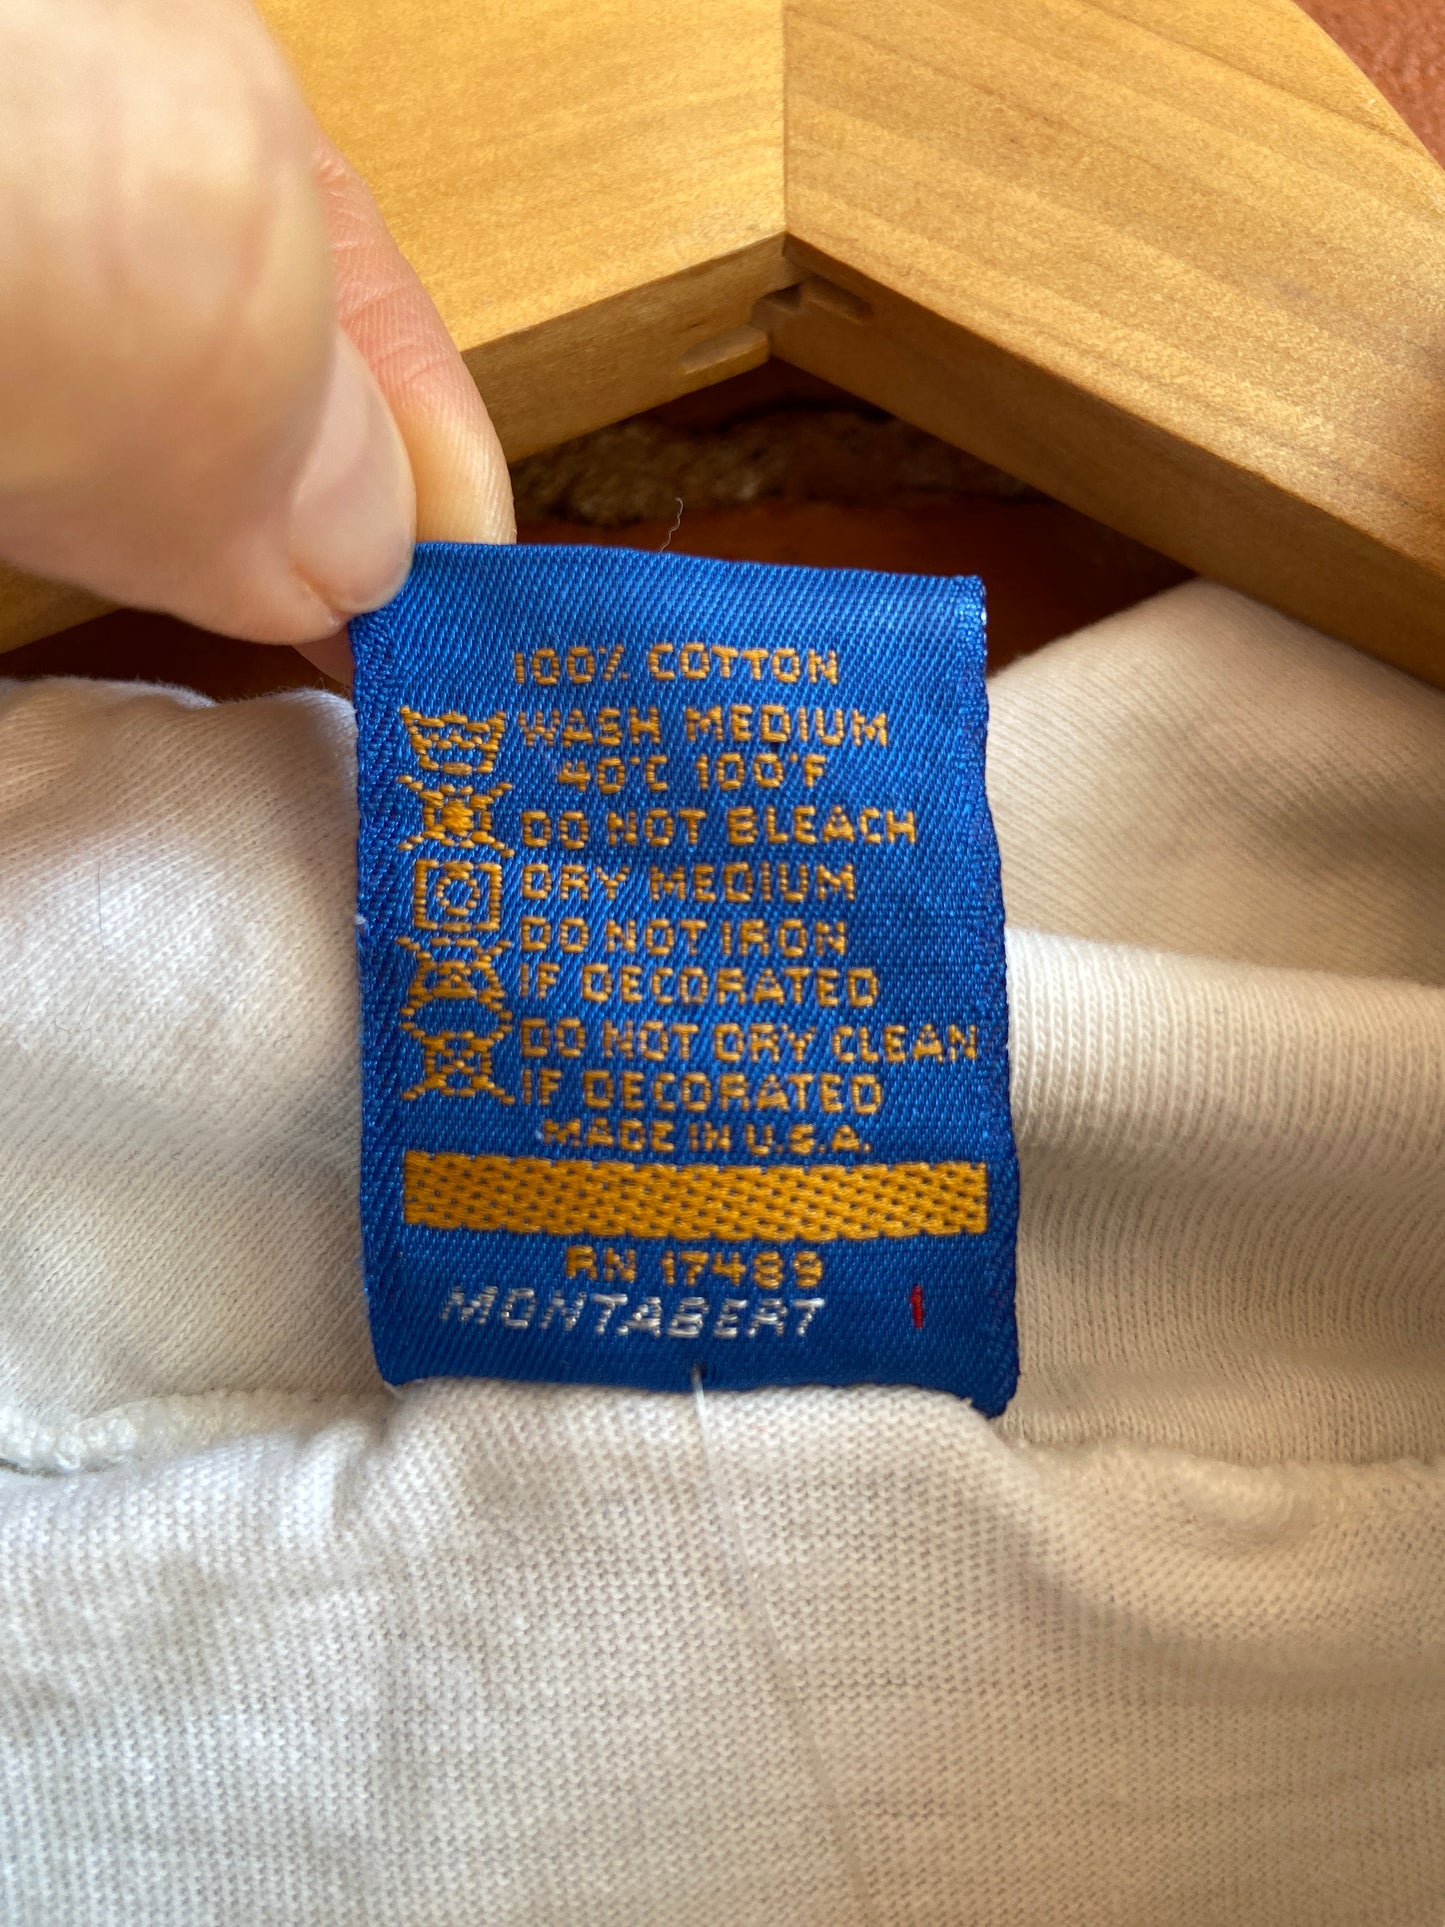 100% COTTON
WASH MEDIUM
40°C 100°F
DO NOT BLEACH
DRY MEDIUM
DO NOT IRON
IF DECORATED
DO NOT DRY CLEAN
IF DECORATED
MADE IN U.S.A.
RN 17489
MONTABERT 1